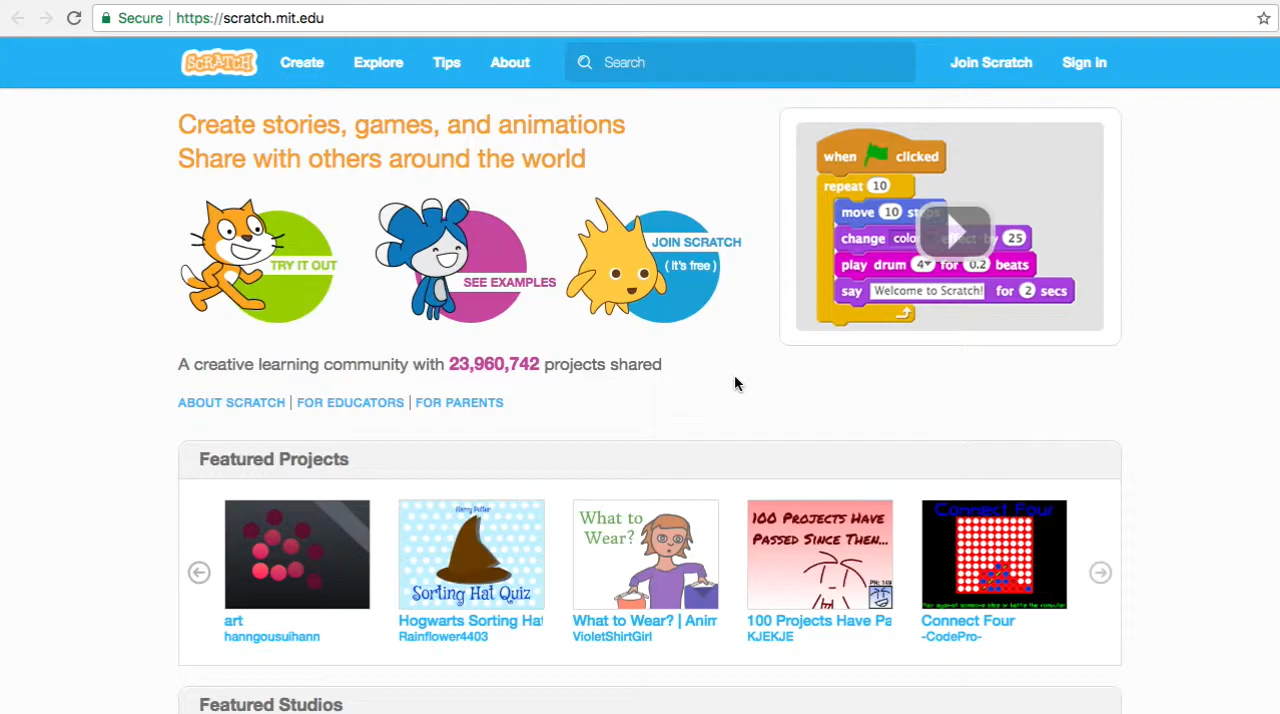 Secure https://scratch.mit.edu
SCRATCH Create Explore Tips About Search Join Scratch Sign in
Create stories, games, and animations
Share with others around the world
TRY IT OUT
SEE EXAMPLES
JOIN SCRATCH
( it's free )
when clicked
repeat 10
move 10
change effect by 25
play drum 4 for 0.2 beats
say Welcome to Scratch! for 2 secs
A creative learning community with 23,960,742 projects shared
ABOUT SCRATCH | FOR EDUCATORS | FOR PARENTS
Featured Projects
Harry Potter
Sorting Hat Quiz
What to
Wear?
100 PROJECTS HAVE
PASSED SINCE THEN...
Connect Four
art
hanngousuihann
Hogwarts Sorting Hat
Rainflower4403
What to Wear? | Anim
VioletShirtGirl
100 Projects Have Pa
KJEKJE
Connect Four
-CodePro-
Featured Studios